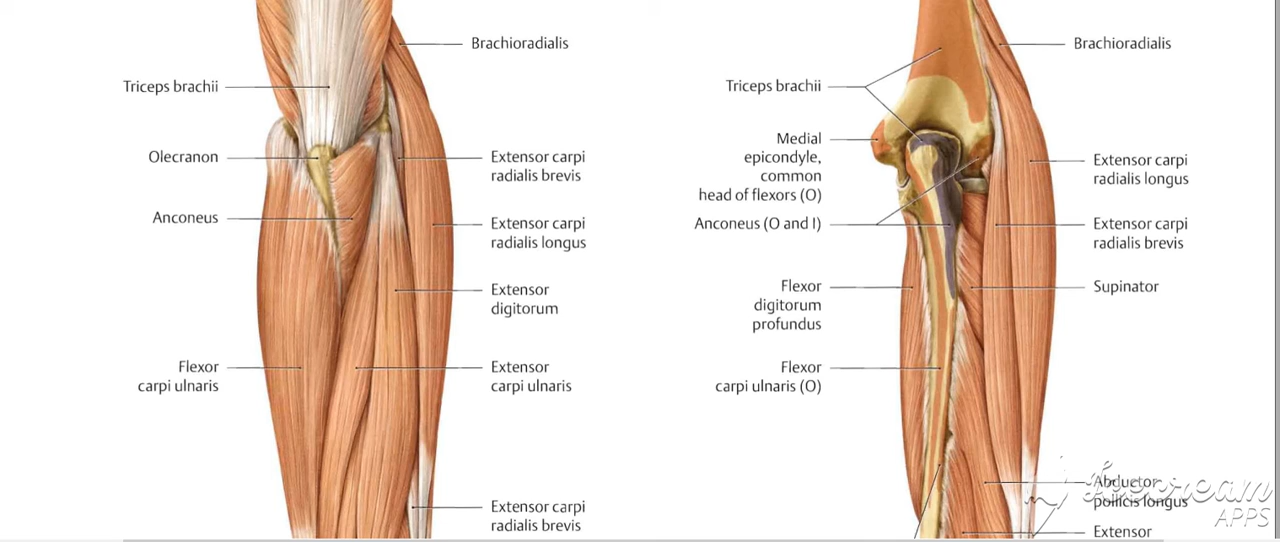 Brachioradialis
Triceps brachii
Olecranon
Extensor carpi
radialis brevis
Anconeus
Extensor carpi
radialis longus
Extensor
digitorum
Flexor
carpi ulnaris
Extensor
carpi ulnaris
Extensor carpi
radialis brevis
Brachioradialis
Triceps brachii
Medial
epicondyle,
common
head of flexors (O)
Extensor carpi
radialis longus
Anconeus (O and I)
Extensor carpi
radialis brevis
Flexor
digitorum
profundus
Supinator
Flexor
carpi ulnaris (O)
Abductor
pollicis longus
Extensor
Icecream
APPS